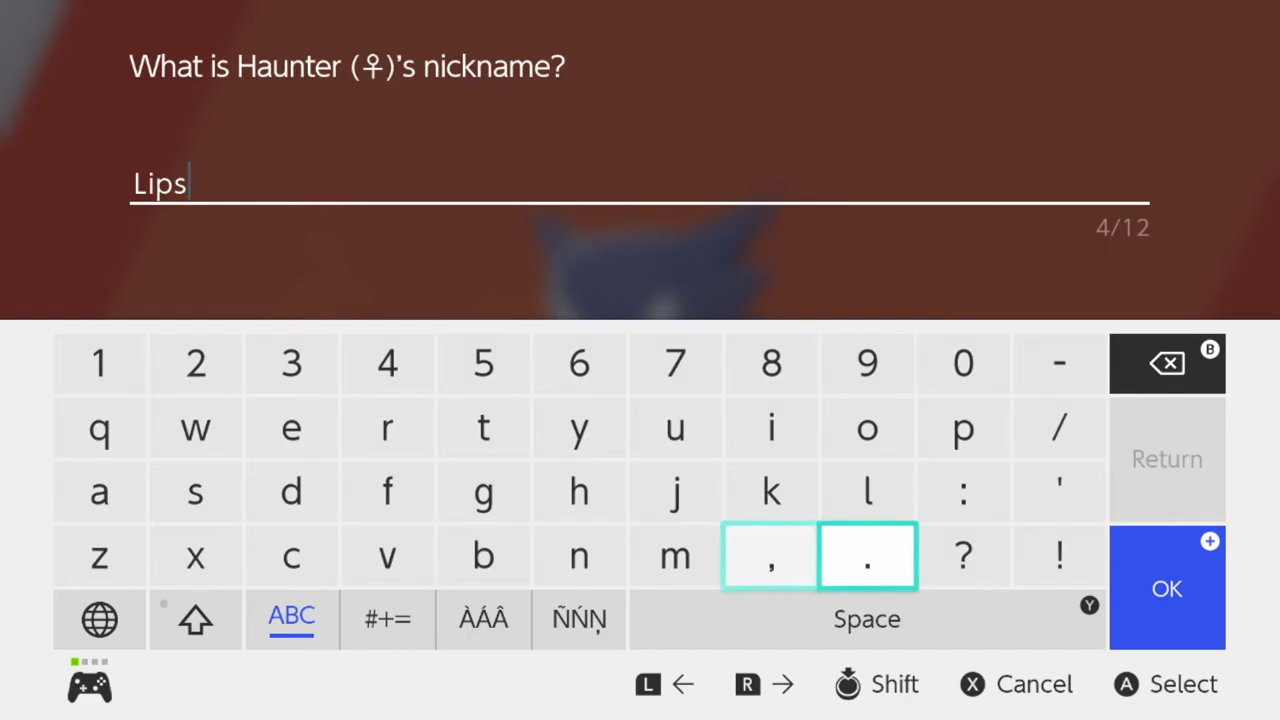 What is Haunter (♀)'s nickname?
Lips
4/12
1 2 3 4 5 6 7 8 9 0 - B
q w e r t y u i o p /
Return
a s d f g h j k l : '
z x c v b n m , . ? ! +
OK
ABC #+= ÀÁÂ ÑŃŅ Space Y
L ← R → Shift X Cancel A Select